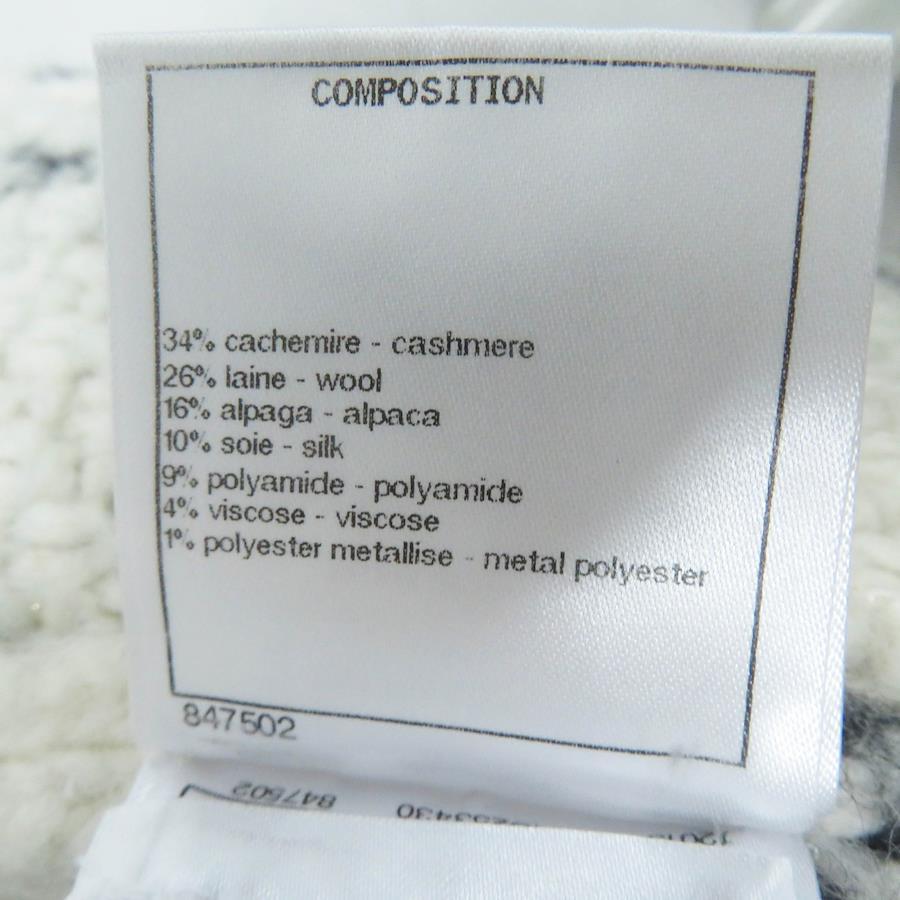 COMPOSITION
34% cachemire - cashmere
26% laine - wool
16% alpaga - alpaca
10% soie - silk
9% polyamide - polyamide
4% viscose - viscose
1% polyester metallise - metal polyester
847502
847502